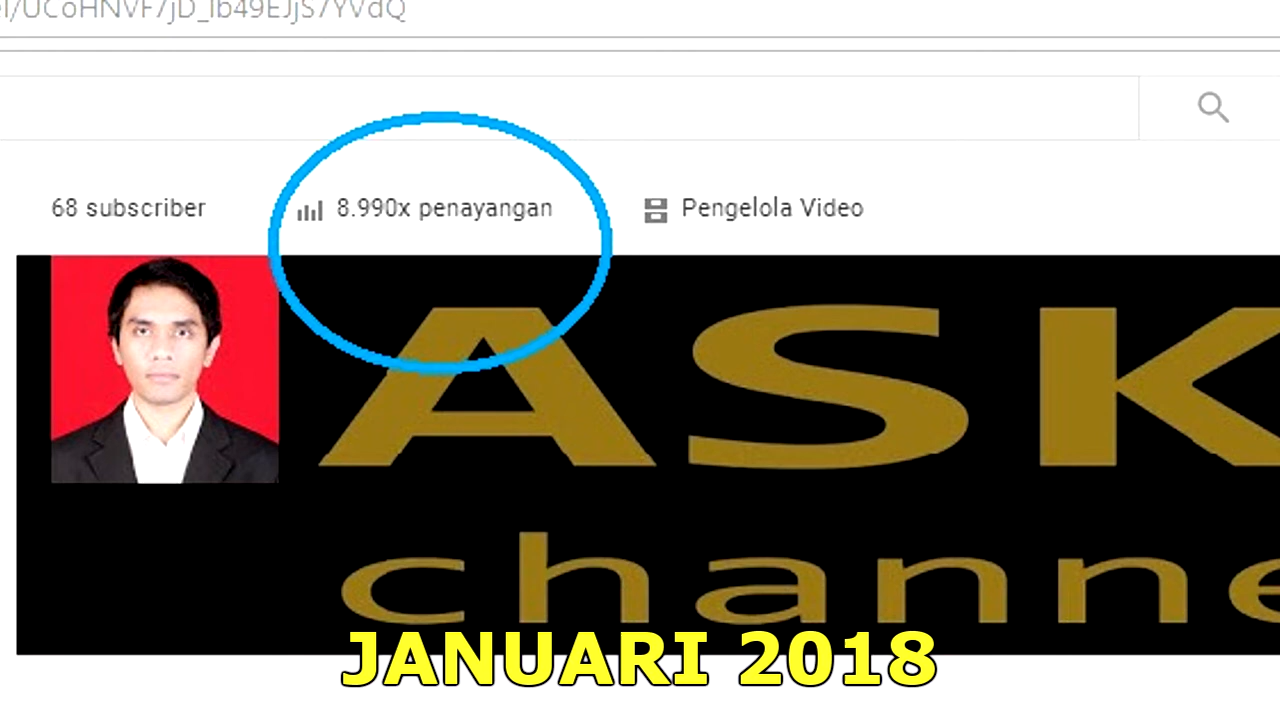 68 subscriber
8.990x penayangan
Pengelola Video
ASK
channe
JANUARI 2018